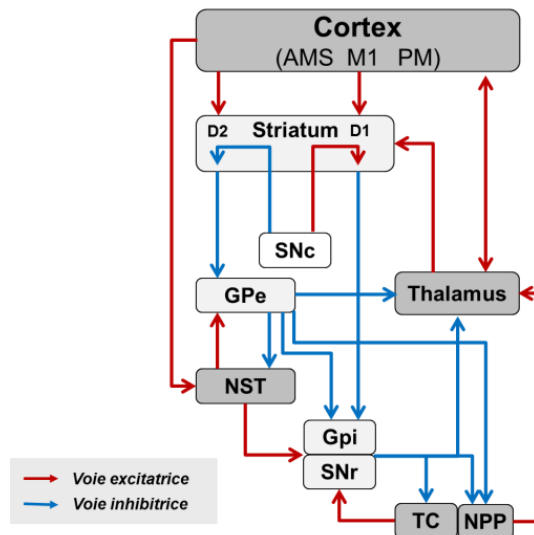 Cortex
(AMS M1 PM)
D2 Striatum D1
SNc
GPe
Thalamus
NST
Gpi
SNr
Voie excitatrice
Voie inhibitrice
TC
NPP